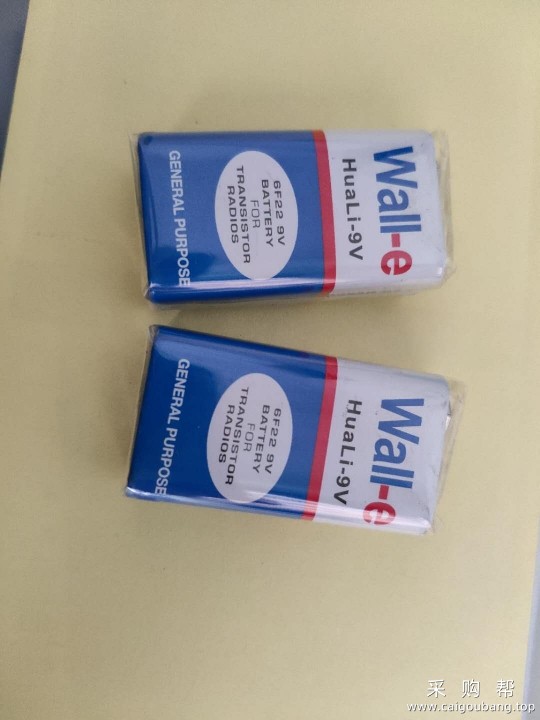 Wall-e
HuaLi-9V
6F22 9V
BATTERY
FOR
TRANSISTOR
RADIOS
GENERAL PURPOSE
Wall-e
HuaLi-9V
6F22 9V
BATTERY
FOR
TRANSISTOR
RADIOS
GENERAL PURPOSE
采购帮
www.caigoubang.top